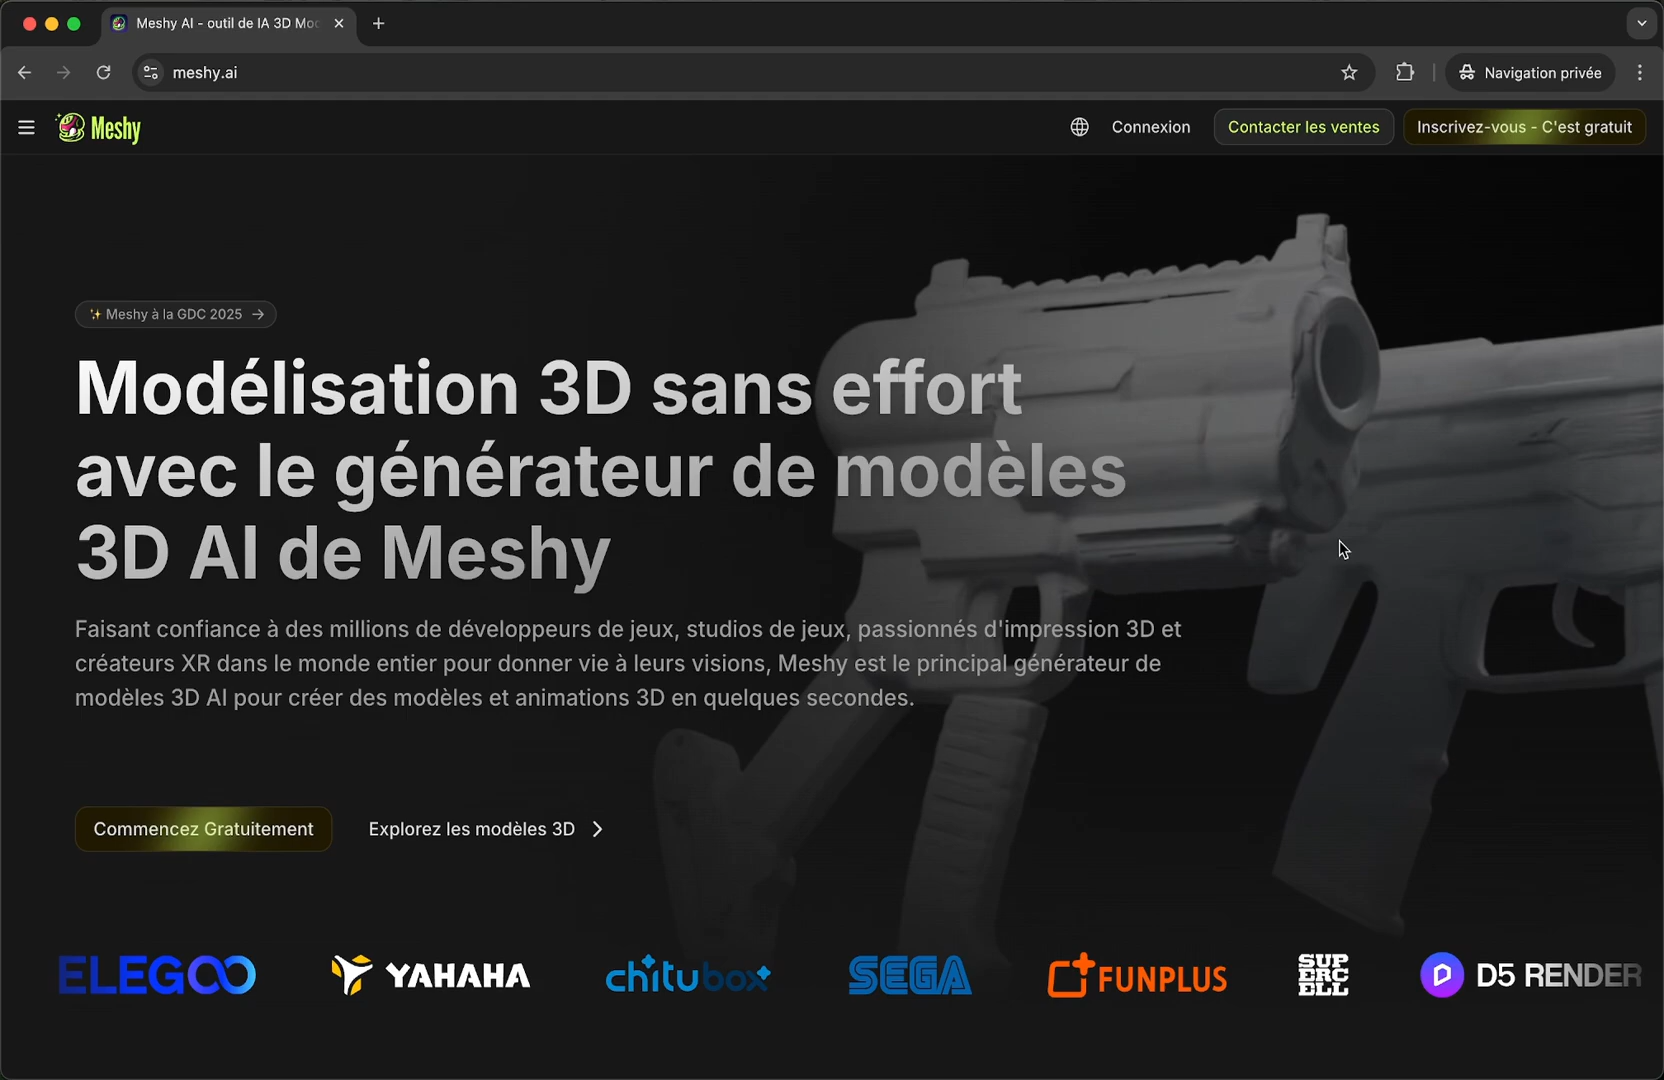 Meshy AI - outil de IA 3D Mo
meshy.ai
Navigation privée
Meshy
Connexion
Contacter les ventes
Inscrivez-vous - C'est gratuit
Meshy à la GDC 2025
Modélisation 3D sans effort
avec le générateur de modèles
3D AI de Meshy
Faisant confiance à des millions de développeurs de jeux, studios de jeux, passionnés d'impression 3D et
créateurs XR dans le monde entier pour donner vie à leurs visions, Meshy est le principal générateur de
modèles 3D AI pour créer des modèles et animations 3D en quelques secondes.
Commencez Gratuitement
Explorez les modèles 3D
ELEGOO
YAHAHA
chitubox
SEGA
FUNPLUS
SUP
ERC
ELL
D5 RENDER